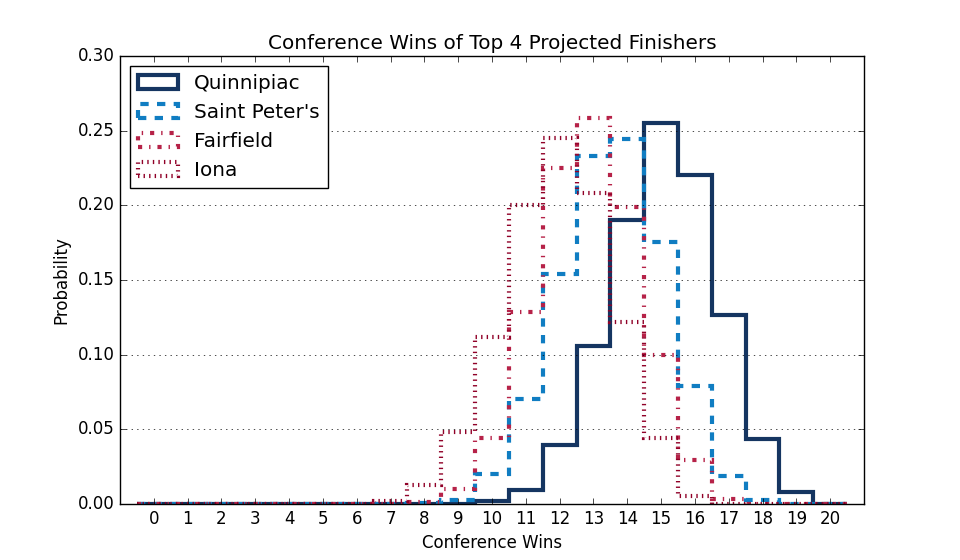 Conference Wins of Top 4 Projected Finishers
0.30
0.25
0.20
0.15
0.10
0.05
0.00
Probability
Quinnipiac
Saint Peter's
Fairfield
Iona
0 1 2 3 4 5 6 7 8 9 10 11 12 13 14 15 16 17 18 19 20
Conference Wins